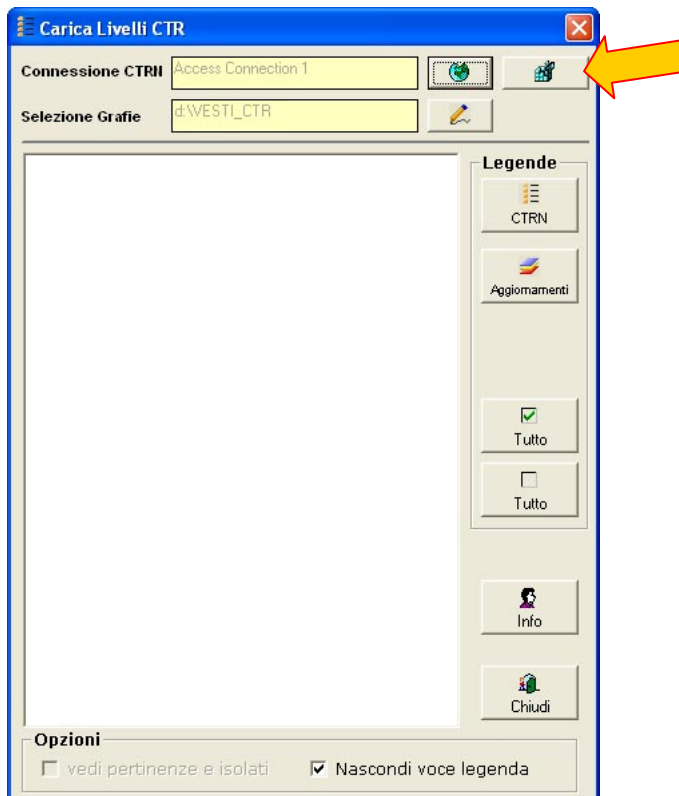 Carica Livelli CTR
Connessione CTRN
Access Connection 1
Selezione Grafie
d:\VESTI_CTR
Legende
CTRN
Aggiornamenti
Tutto
Tutto
Info
Chiudi
Opzioni
vedi pertinenze e isolati
Nascondi voce legenda